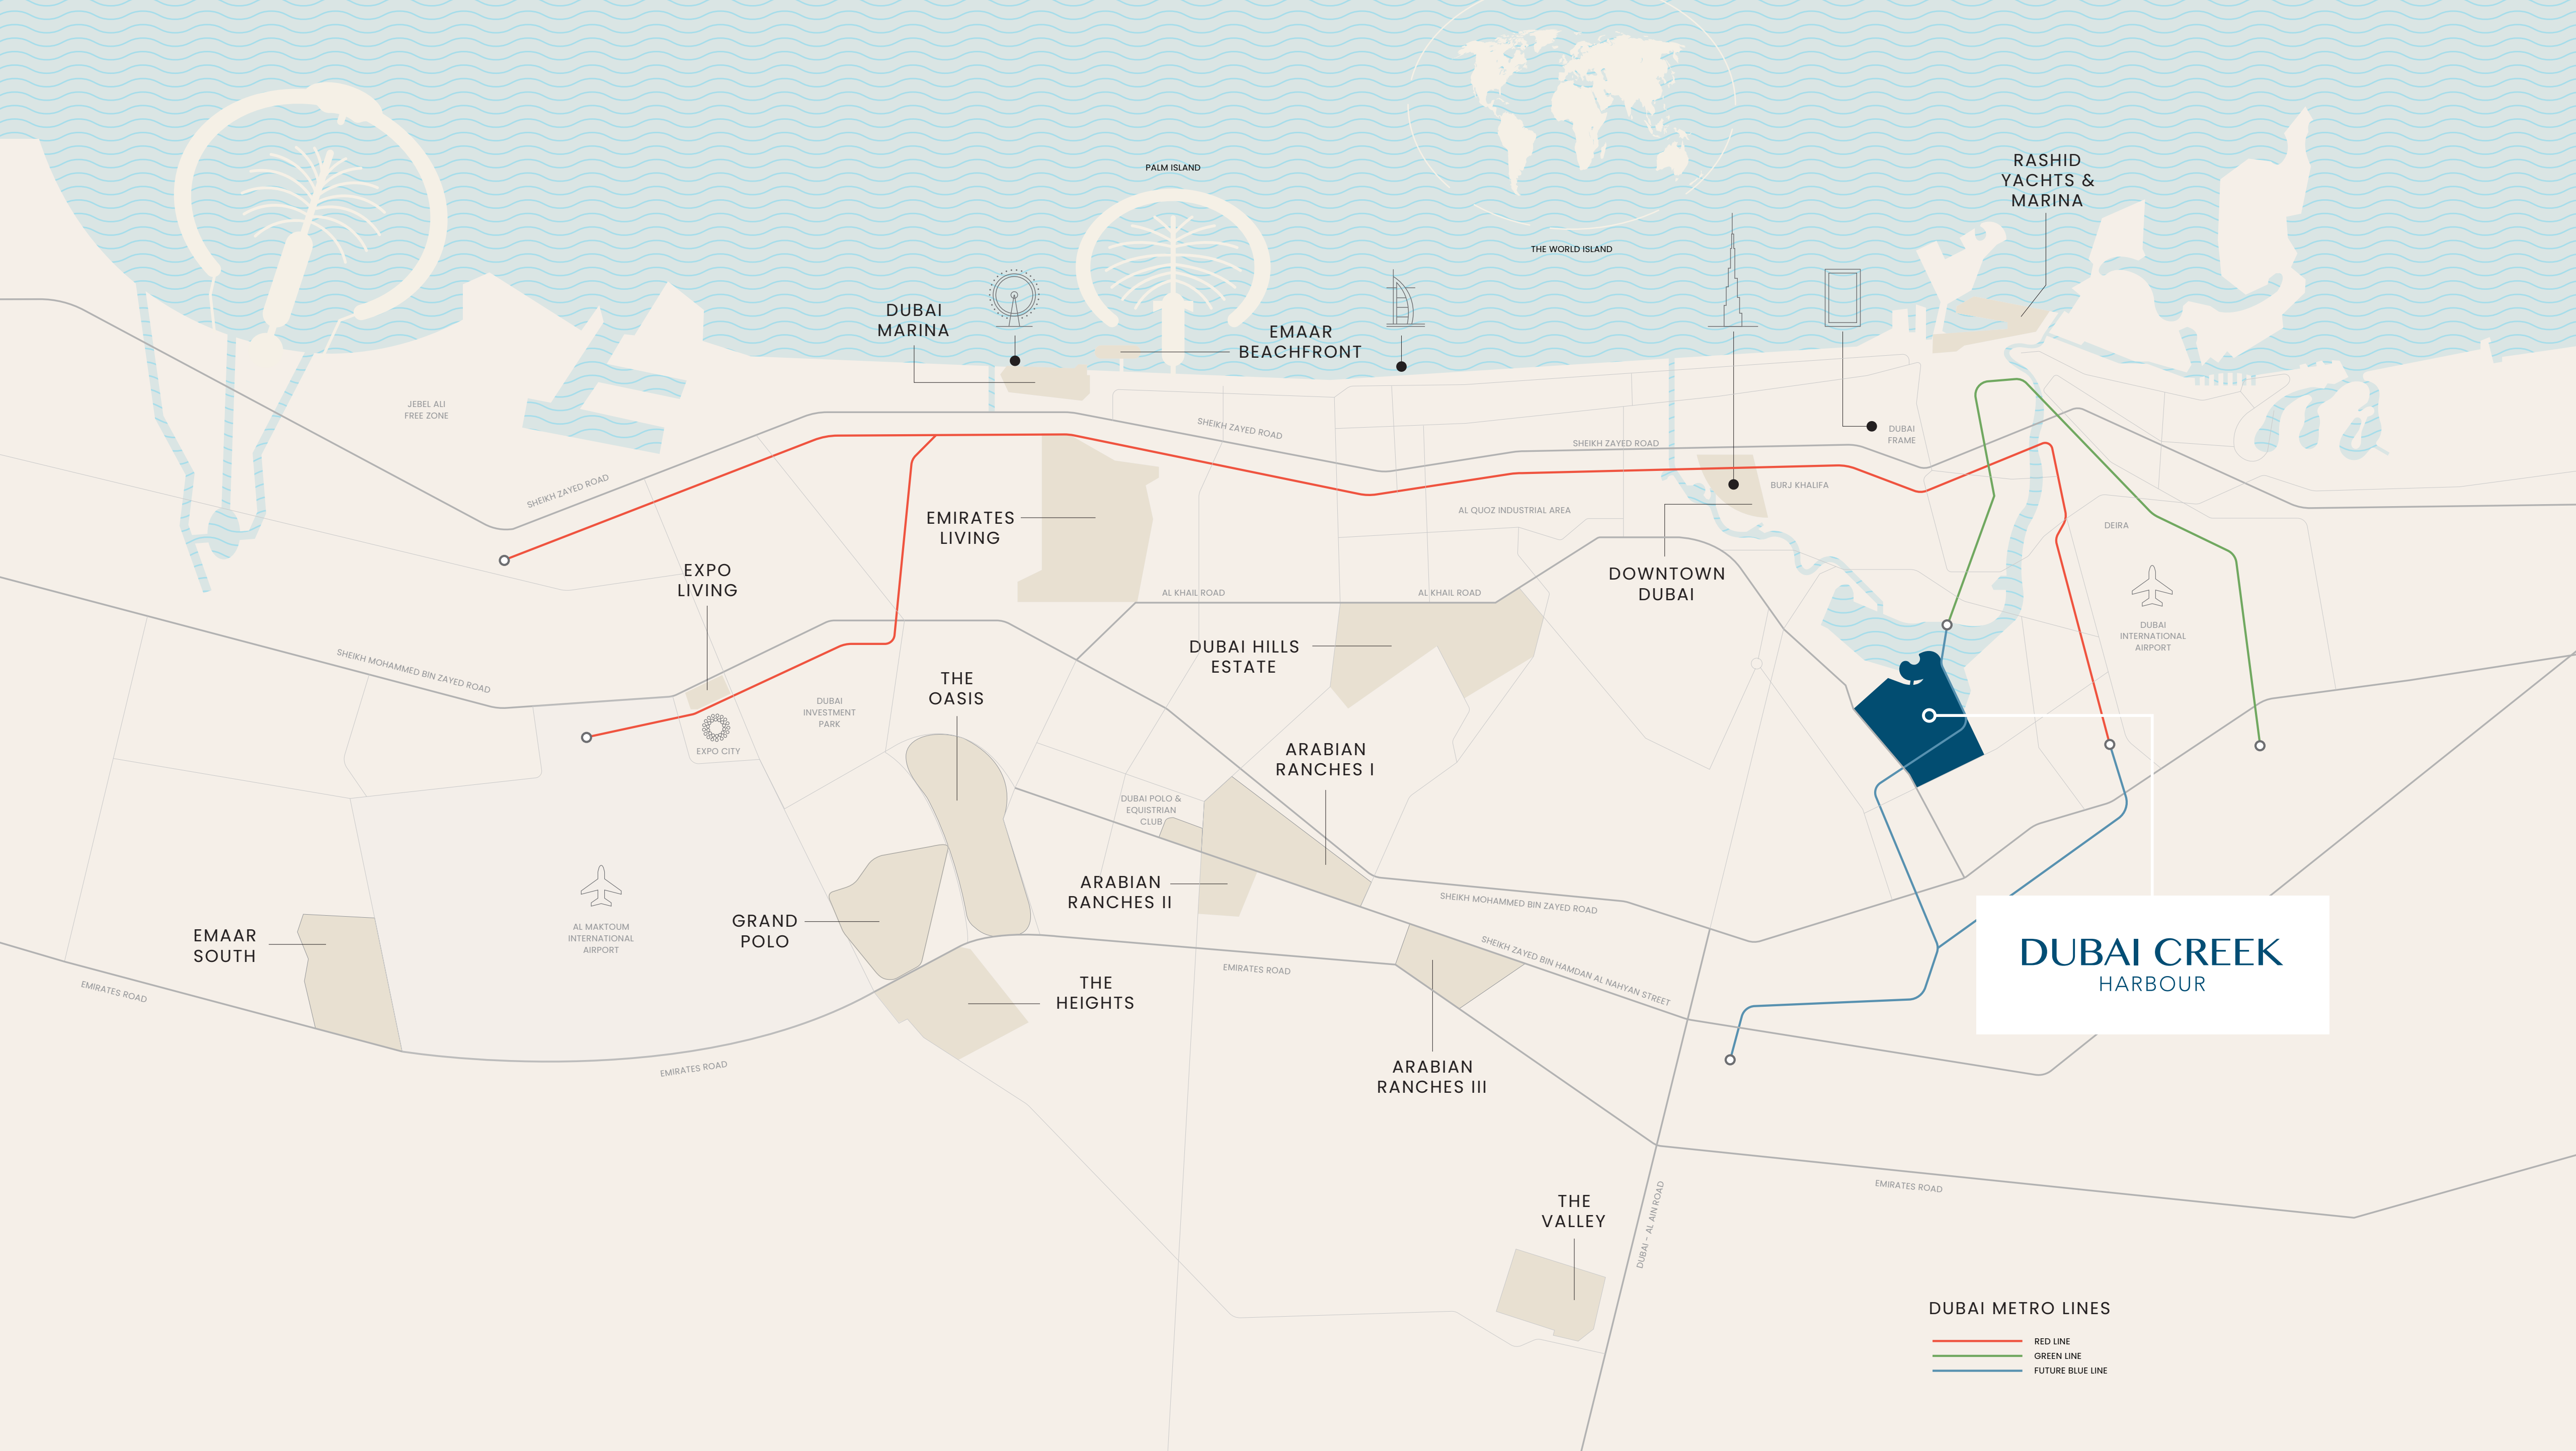 PALM ISLAND
THE WORLD ISLAND
RASHID
YACHTS &
MARINA
DUBAI
MARINA
EMAAR
BEACHFRONT
JEBEL ALI
FREE ZONE
SHEIKH ZAYED ROAD
SHEIKH ZAYED ROAD
SHEIKH ZAYED ROAD
DUBAI
FRAME
BURJ KHALIFA
AL QUOZ INDUSTRIAL AREA
DEIRA
EMIRATES
LIVING
EXPO
LIVING
AL KHAIL ROAD
AL KHAIL ROAD
DOWNTOWN
DUBAI
DUBAI
INTERNATIONAL
AIRPORT
DUBAI HILLS
ESTATE
SHEIKH MOHAMMED BIN ZAYED ROAD
THE
OASIS
DUBAI
INVESTMENT
PARK
EXPO CITY
ARABIAN
RANCHES I
DUBAI POLO &
EQUISTRIAN
CLUB
ARABIAN
RANCHES II
SHEIKH MOHAMMED BIN ZAYED ROAD
GRAND
POLO
AL MAKTOUM
INTERNATIONAL
AIRPORT
EMAAR
SOUTH
SHEIKH ZAYED BIN HAMDAN AL NAHYAN STREET
DUBAI CREEK
HARBOUR
EMIRATES ROAD
EMIRATES ROAD
THE
HEIGHTS
EMIRATES ROAD
ARABIAN
RANCHES III
EMIRATES ROAD
THE
VALLEY
DUBAI - AL AIN ROAD
DUBAI METRO LINES
RED LINE
GREEN LINE
FUTURE BLUE LINE